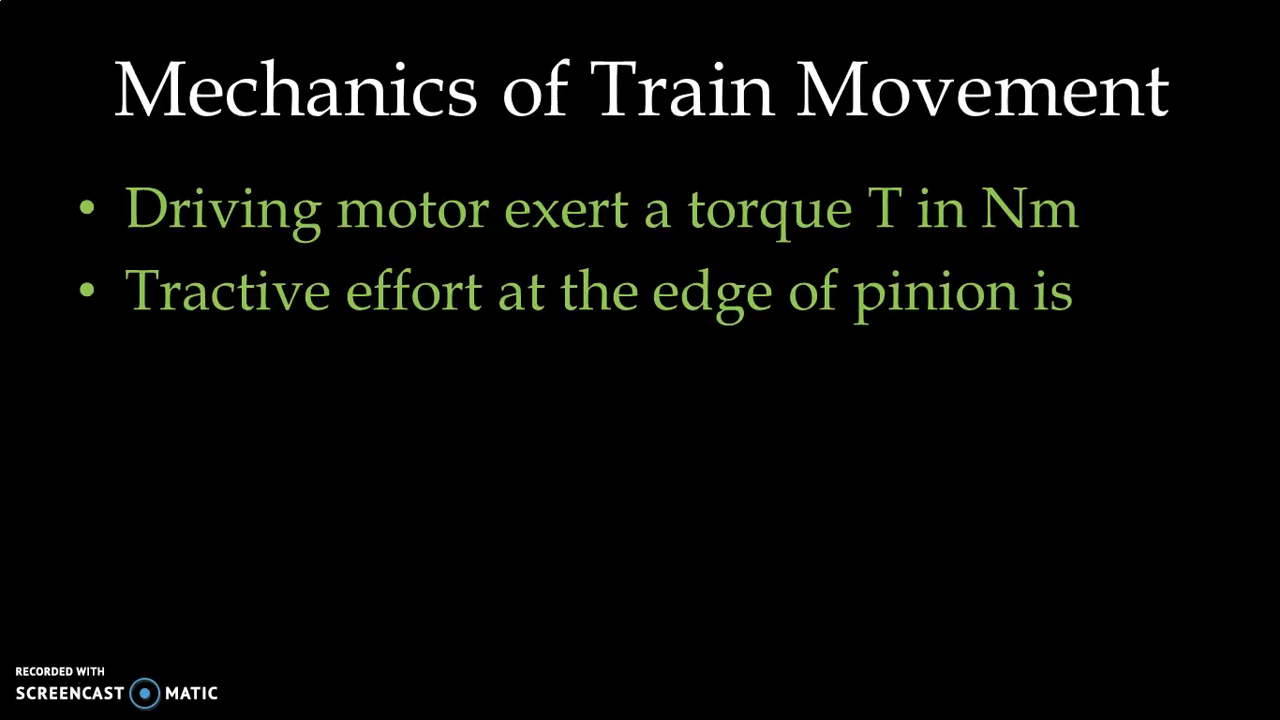 Mechanics of Train Movement
• Driving motor exert a torque T in Nm
• Tractive effort at the edge of pinion is
RECORDED WITH
SCREENCAST MATIC